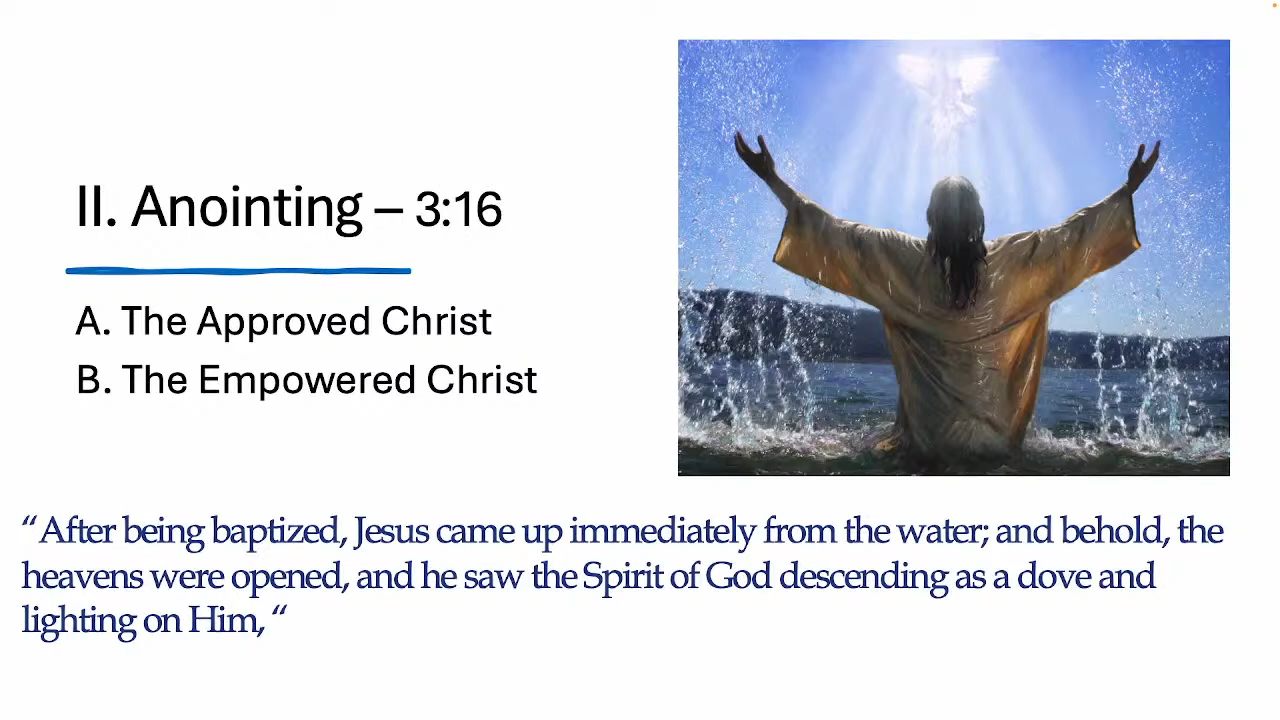 II. Anointing – 3:16
A. The Approved Christ
B. The Empowered Christ
“After being baptized, Jesus came up immediately from the water; and behold, the
heavens were opened, and he saw the Spirit of God descending as a dove and
lighting on Him, “